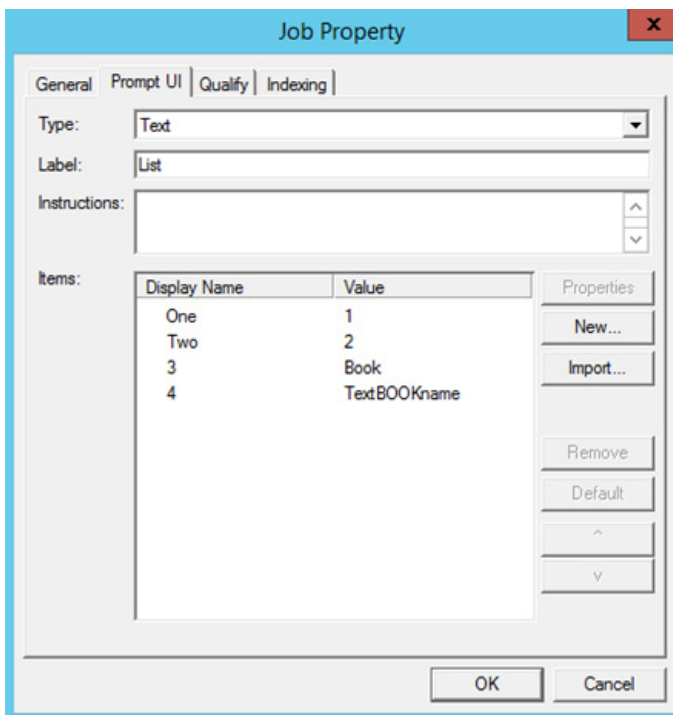 Job Property
x
General Prompt UI Qualify Indexing
Type: Text
Label: List
Instructions:
Items:
Display Name Value Properties
One 1 New...
Two 2
3 Book Import...
4 TextBOOKname
Remove
Default
^
v
OK Cancel